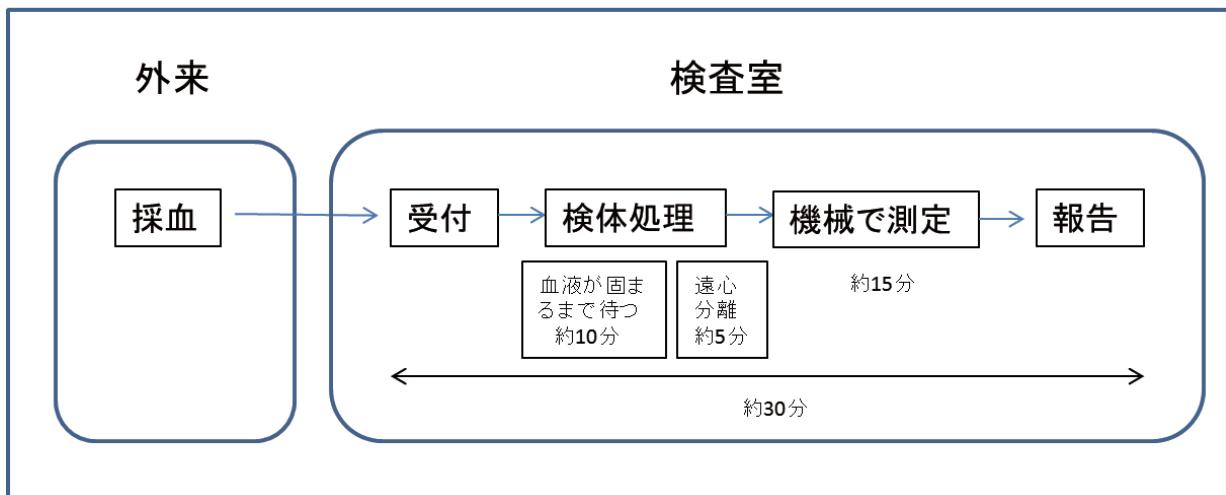 外来
検査室
採血
受付
検体処理
機械で測定
報告
血液が固ま
るまで待つ
約10分
遠心
分離
約5分
約15分
約30分